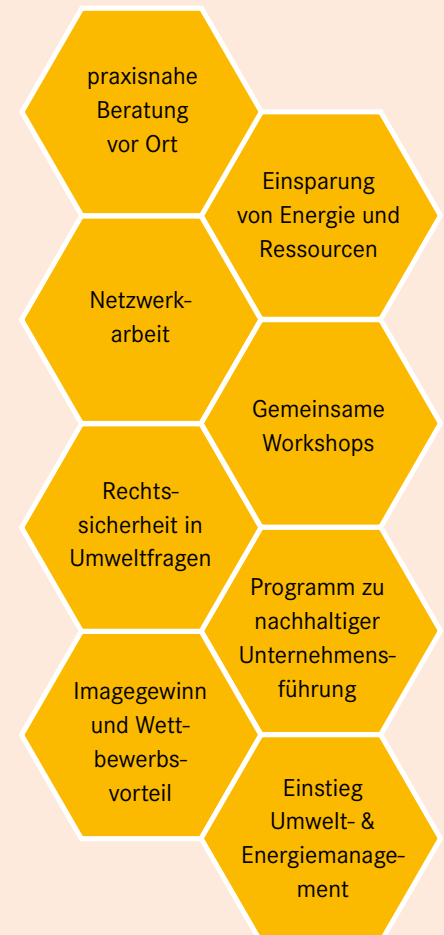 praxisnahe
Beratung
vor Ort
Einsparung
von Energie und
Ressourcen
Netzwerk-
arbeit
Gemeinsame
Workshops
Rechts-
sicherheit in
Umweltfragen
Programm zu
nachhaltiger
Unternehmens-
führung
Imagegewinn
und Wett-
bewerbs-
vorteil
Einstieg
Umwelt- &
Energiemanage-
ment